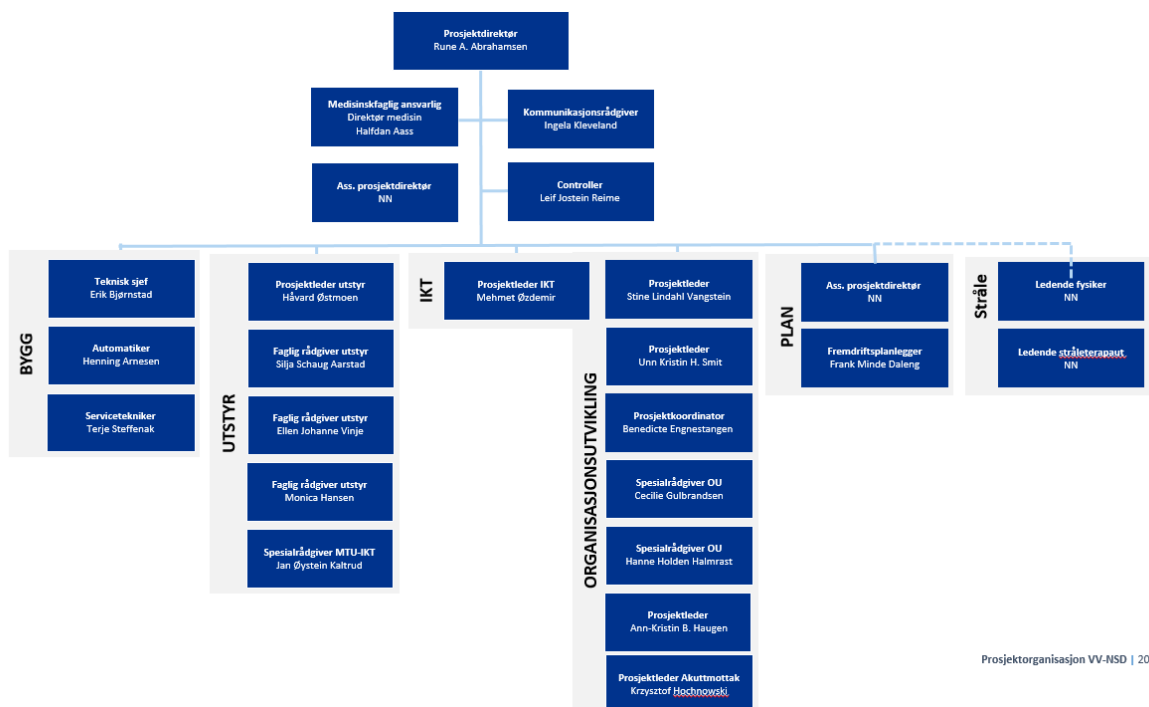 Prosjektdirektør
Rune A. Abrahamsen
Medisinskfaglig ansvarlig
Direktør medisin
Halfdan Aass
Kommunikasjonsrådgiver
Ingela Kleveland
Ass. prosjektdirektør
NN
Controller
Leif Jostein Reime
BYGG
Teknisk sjef
Erik Bjørnstad
Automatiker
Henning Arnesen
Servicetekniker
Terje Steffenak
UTSTYR
Prosjektleder utstyr
Håvard Østmoen
Faglig rådgiver utstyr
Silja Schaug Aarstad
Faglig rådgiver utstyr
Ellen Johanne Vinje
Faglig rådgiver utstyr
Monica Hansen
Spesialrådgiver MTU-IKT
Jan Øystein Kaltrud
IKT
Prosjektleder IKT
Mehmet Øzdemir
ORGANISASJONSUTVIKLING
Prosjektleder
Stine Lindahl Vangstein
Prosjektleder
Unn Kristin H. Smit
Prosjektkoordinator
Benedicte Engnestangen
Spesialrådgiver OU
Cecilie Gulbrandsen
Spesialrådgiver OU
Hanne Holden Halmrast
Prosjektleder
Ann-Kristin B. Haugen
Prosjektleder Akuttmottak
Krzysztof Hochnowski
PLAN
Ass. prosjektdirektør
NN
Fremdriftsplanlegger
Frank Minde Daleng
Stråle
Ledende fysiker
NN
Ledende stråleterapaut
NN
Prosjektorganisasjon VV-NSD | 20